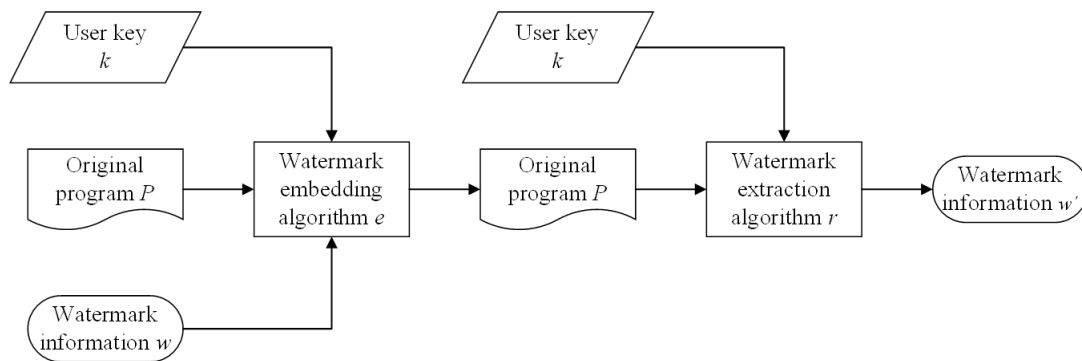 User key
k
User key
k
Original
program P
Watermark
embedding
algorithm e
Original
program P
Watermark
extraction
algorithm r
Watermark
information w'
Watermark
information w